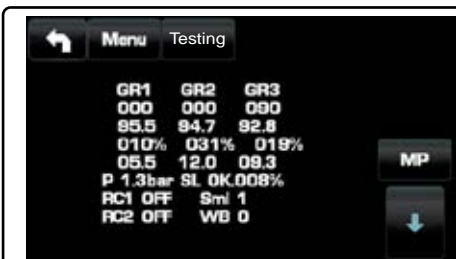 Menu Testing
GR1 GR2 GR3
000 000 090
95.5 94.7 92.8
010% 031% 019%
05.5 12.0 09.3
MP
P 1.3bar SL OK.008%
RC1 OFF Sml 1
RC2 OFF WB 0